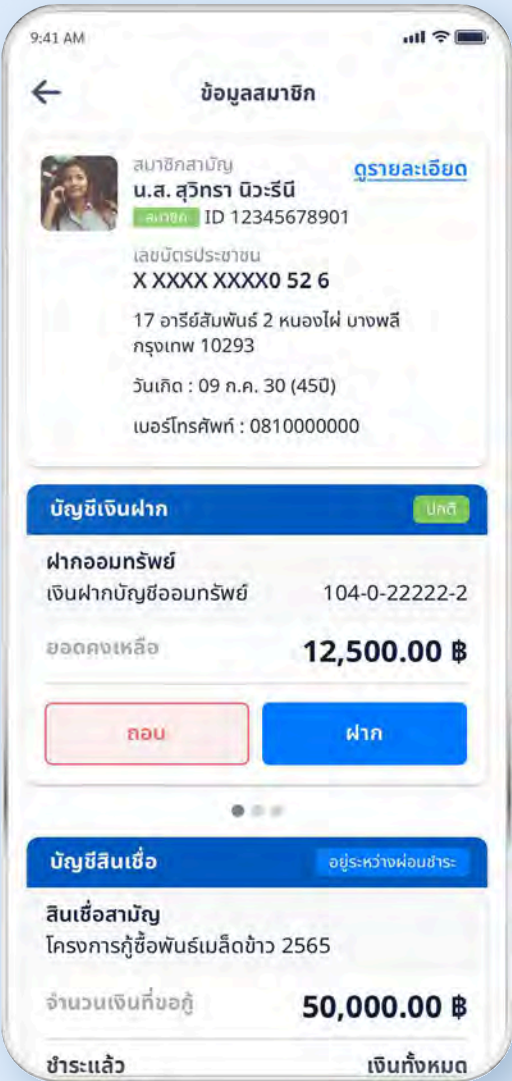 9:41 AM
ข้อมูลสมาชิก
สมาชิกสามัญ
ดูรายละเอียด
น.ส. สุวิทรา นิวะรีนี
สมาชิก ID 12345678901
เลขบัตรประชาชน
X XXXX XXXX0 52 6
17 อารีย์สัมพันธ์ 2 หนองไผ่ บางพลี
กรุงเทพ 10293
วันเกิด : 09 ก.ค. 30 (45ปี)
เบอร์โทรศัพท์ : 0810000000
บัญชีเงินฝาก ปกติ
ฝากออมทรัพย์
เงินฝากบัญชีออมทรัพย์ 104-0-22222-2
ยอดคงเหลือ 12,500.00 ฿
ถอน ฝาก
บัญชีสินเชื่อ อยู่ระหว่างผ่อนชำระ
สินเชื่อสามัญ
โครงการกู้ซื้อพันธ์เมล็ดข้าว 2565
จำนวนเงินที่ขอกู้ 50,000.00 ฿
ชำระแล้ว เงินทั้งหมด